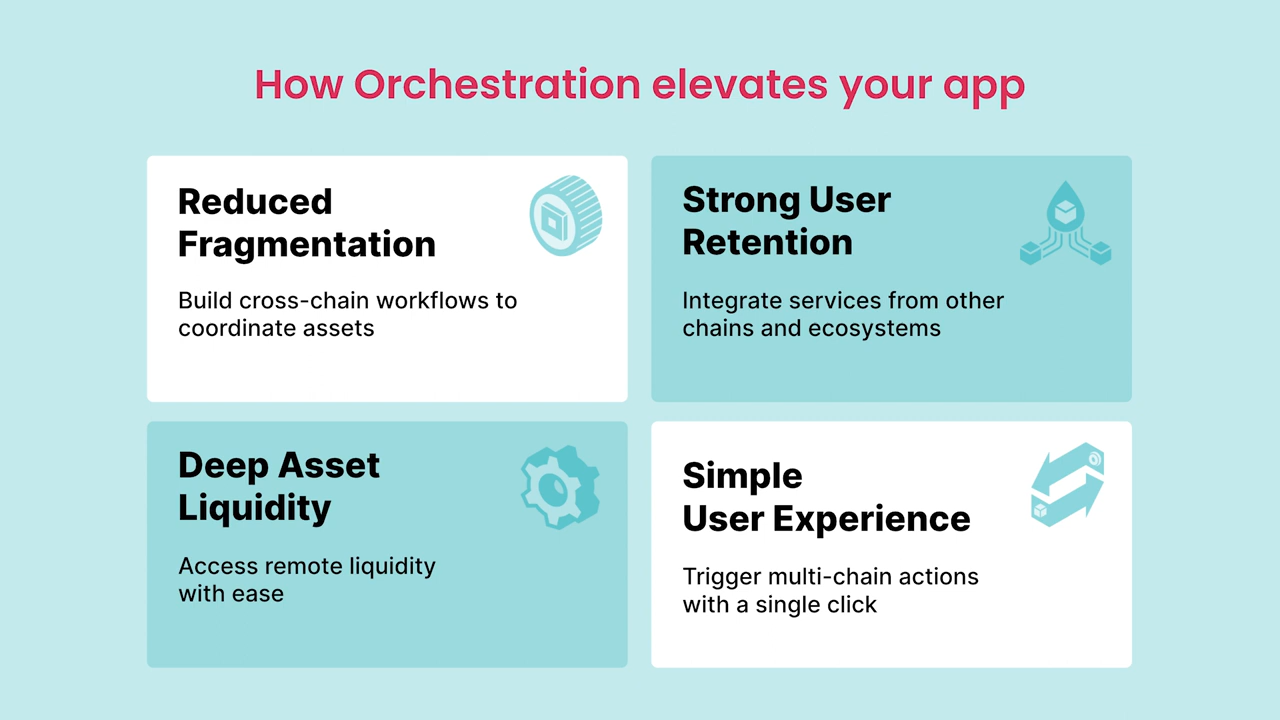 How Orchestration elevates your app
Reduced
Fragmentation
Build cross-chain workflows to
coordinate assets
Strong User
Retention
Integrate services from other
chains and ecosystems
Deep Asset
Liquidity
Access remote liquidity
with ease
Simple
User Experience
Trigger multi-chain actions
with a single click